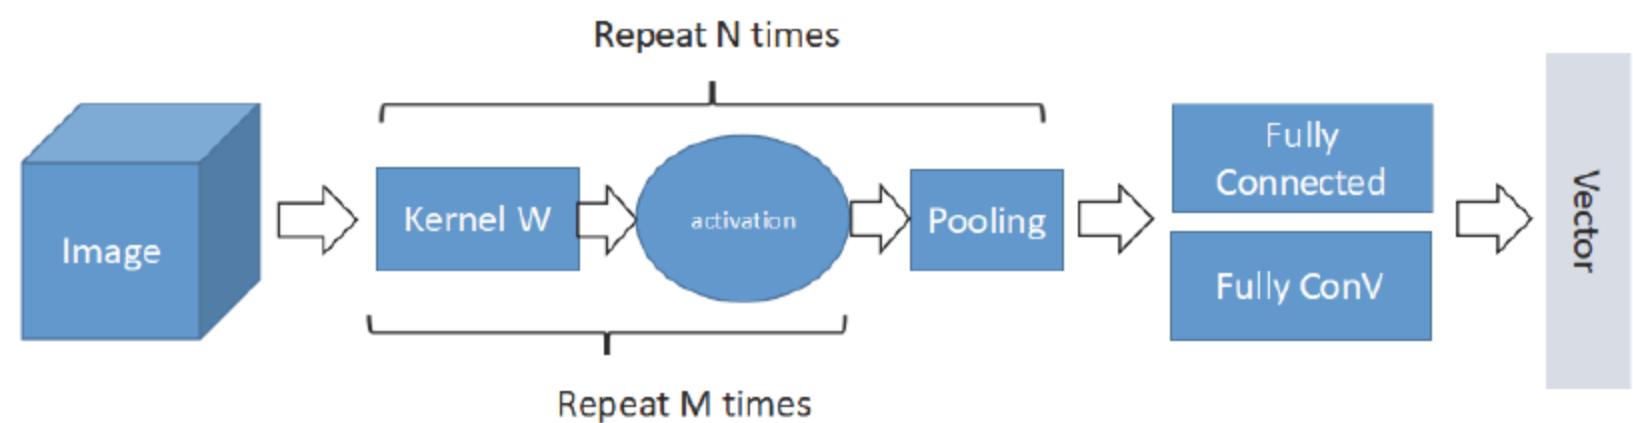 Repeat N times
Image
Kernel W
activation
Pooling
Fully
Connected
Fully ConV
Vector
Repeat M times